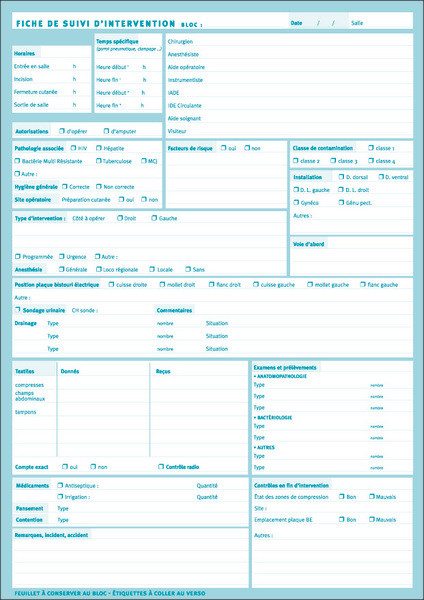 FICHE DE SUIVI D'INTERVENTION BLOC : Date / / Salle
Horaires
Entrée en salle h
Incision h
Fermeture cutanée h
Sortie de salle h
Temps spécifique
(garrot pneumatique, clampage ...)
Heure début° h
Heure fin° h
Heure début° h
Heure fin° h
Chirurgien
Anesthésiste
Aide opératoire
Instrumentiste
IADE
IDE Circulante
Aide soignant
Visiteur
Autorisations d'opérer d'amputer
Pathologie associée HIV Hépatite
Bactérie Multi Résistante Tuberculose MCJ
Autre :
Hygiène générale Correcte Non correcte
Site opératoire Préparation cutanée oui non
Facteurs de risque oui non
Classe de contamination classe 1
classe 2 classe 3 classe 4
Installation D. dorsal D. ventral
D. L. gauche D. L. droit
Gynéco Génu.pect.
Autres :
Type d'intervention : Côté à opérer Droit Gauche
Programmée Urgence Autre :
Anesthésie Générale Loco régionale Locale Sans
Voie d'abord
Position plaque bistouri électrique cuisse droite mollet droit flanc droit cuisse gauche mollet gauche flanc gauche
Autre :
Sondage urinaire CH sonde : Commentaires
Drainage Type nombre Situation
Type nombre Situation
Type nombre Situation
Textiles Donnés Reçus
compresses
champs
abdominaux
tampons
Compte exact oui non Contrôle radio
Examens et prélèvements
• ANATOMOPATHOLOGIE
Type nombre
Type nombre
Type nombre
• BACTÉRIOLOGIE
Type nombre
Type nombre
• AUTRES
Type nombre
Type nombre
Médicaments Antiseptique : Quantité
Irrigation : Quantité
Pansement Type
Contention Type
Contrôles en fin d'intervention
État des zones de compression Bon Mauvais
Site :
Emplacement plaque BE Bon Mauvais
Autres :
Remarques, incident, accident
FEUILLET À CONSERVER AU BLOC • ÉTIQUETTES À COLLER AU VERSO